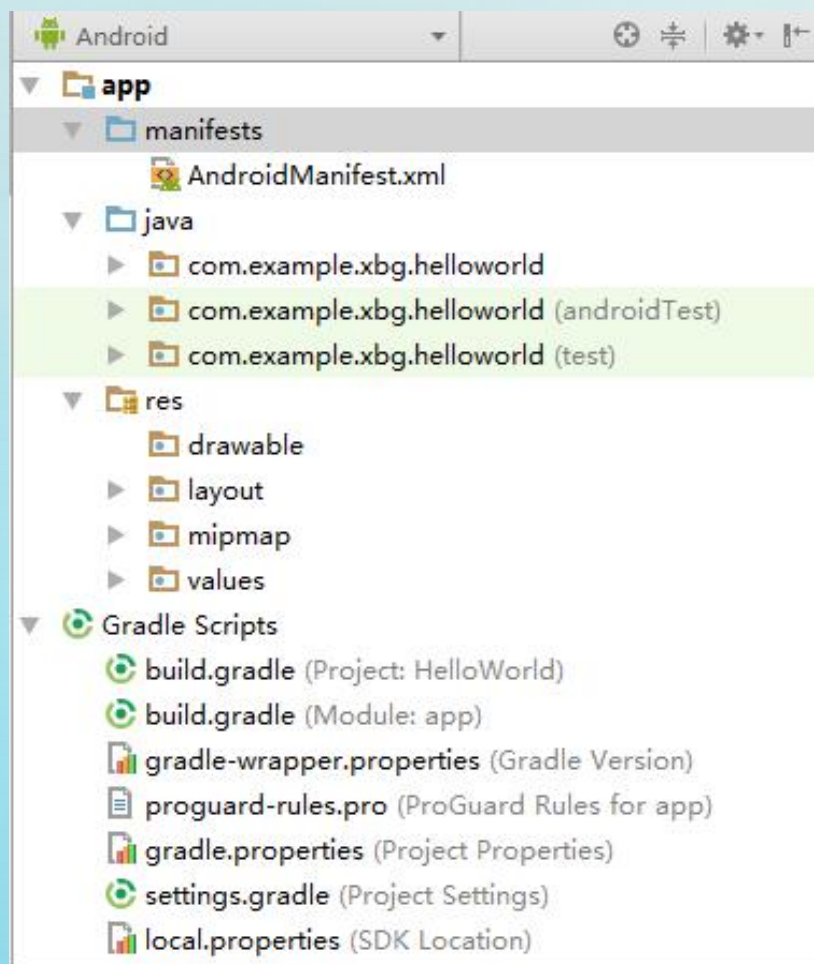 Android
app
manifests
AndroidManifest.xml
java
com.example.xbg.helloworld
com.example.xbg.helloworld (androidTest)
com.example.xbg.helloworld (test)
res
drawable
layout
mipmap
values
Gradle Scripts
build.gradle (Project: HelloWorld)
build.gradle (Module: app)
gradle-wrapper.properties (Gradle Version)
proguard-rules.pro (ProGuard Rules for app)
gradle.properties (Project Properties)
settings.gradle (Project Settings)
local.properties (SDK Location)